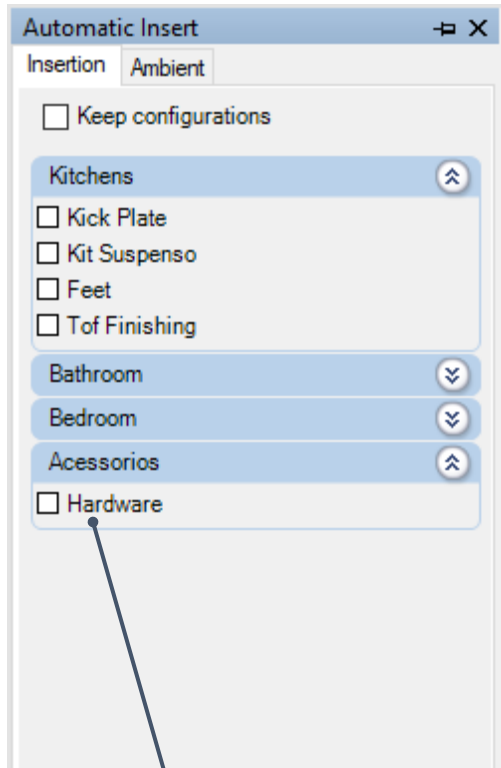 Automatic Insert
Insertion Ambient
Keep configurations
Kitchens
Kick Plate
Kit Suspenso
Feet
Tof Finishing
Bathroom
Bedroom
Acessorios
Hardware